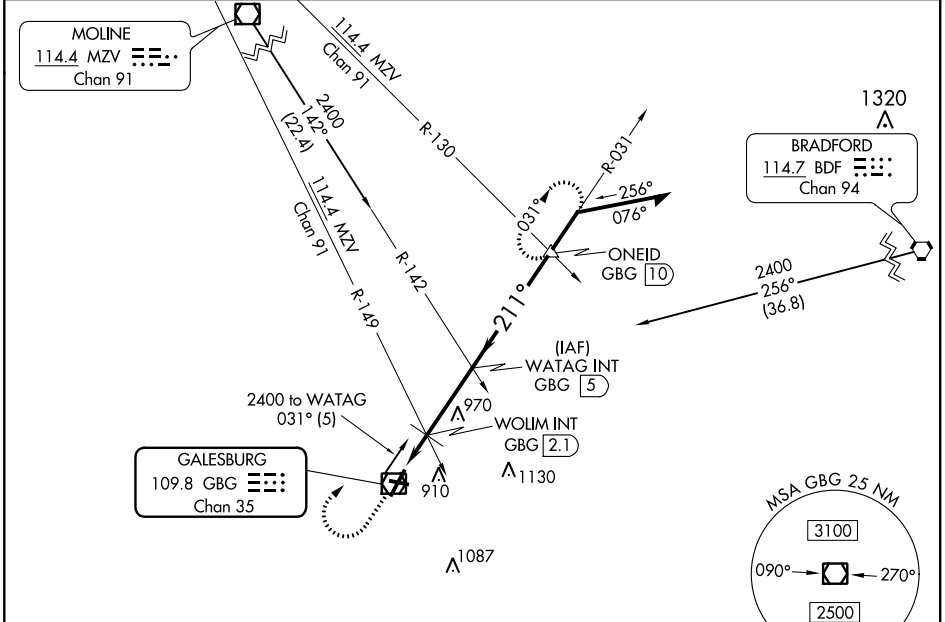 MOLINE
114.4 MZV
Chan 91
114.4 MZV
Chan 91
R-130
2400
142°
(22.4)
R-142
114.4 MZV
Chan 91
R-149
R-031
031°
256°
076°
1320
BRADFORD
114.7 BDF
Chan 94
ONEID
GBG 10
2400
256°
(36.8)
211°
(IAF)
WATAG INT
GBG 5
2400 to WATAG
031° (5)
970
WOLIM INT
GBG 2.1
GALESBURG
109.8 GBG
Chan 35
910
1130
1087
MSA GBG 25 NM
3100
090°
270°
2500